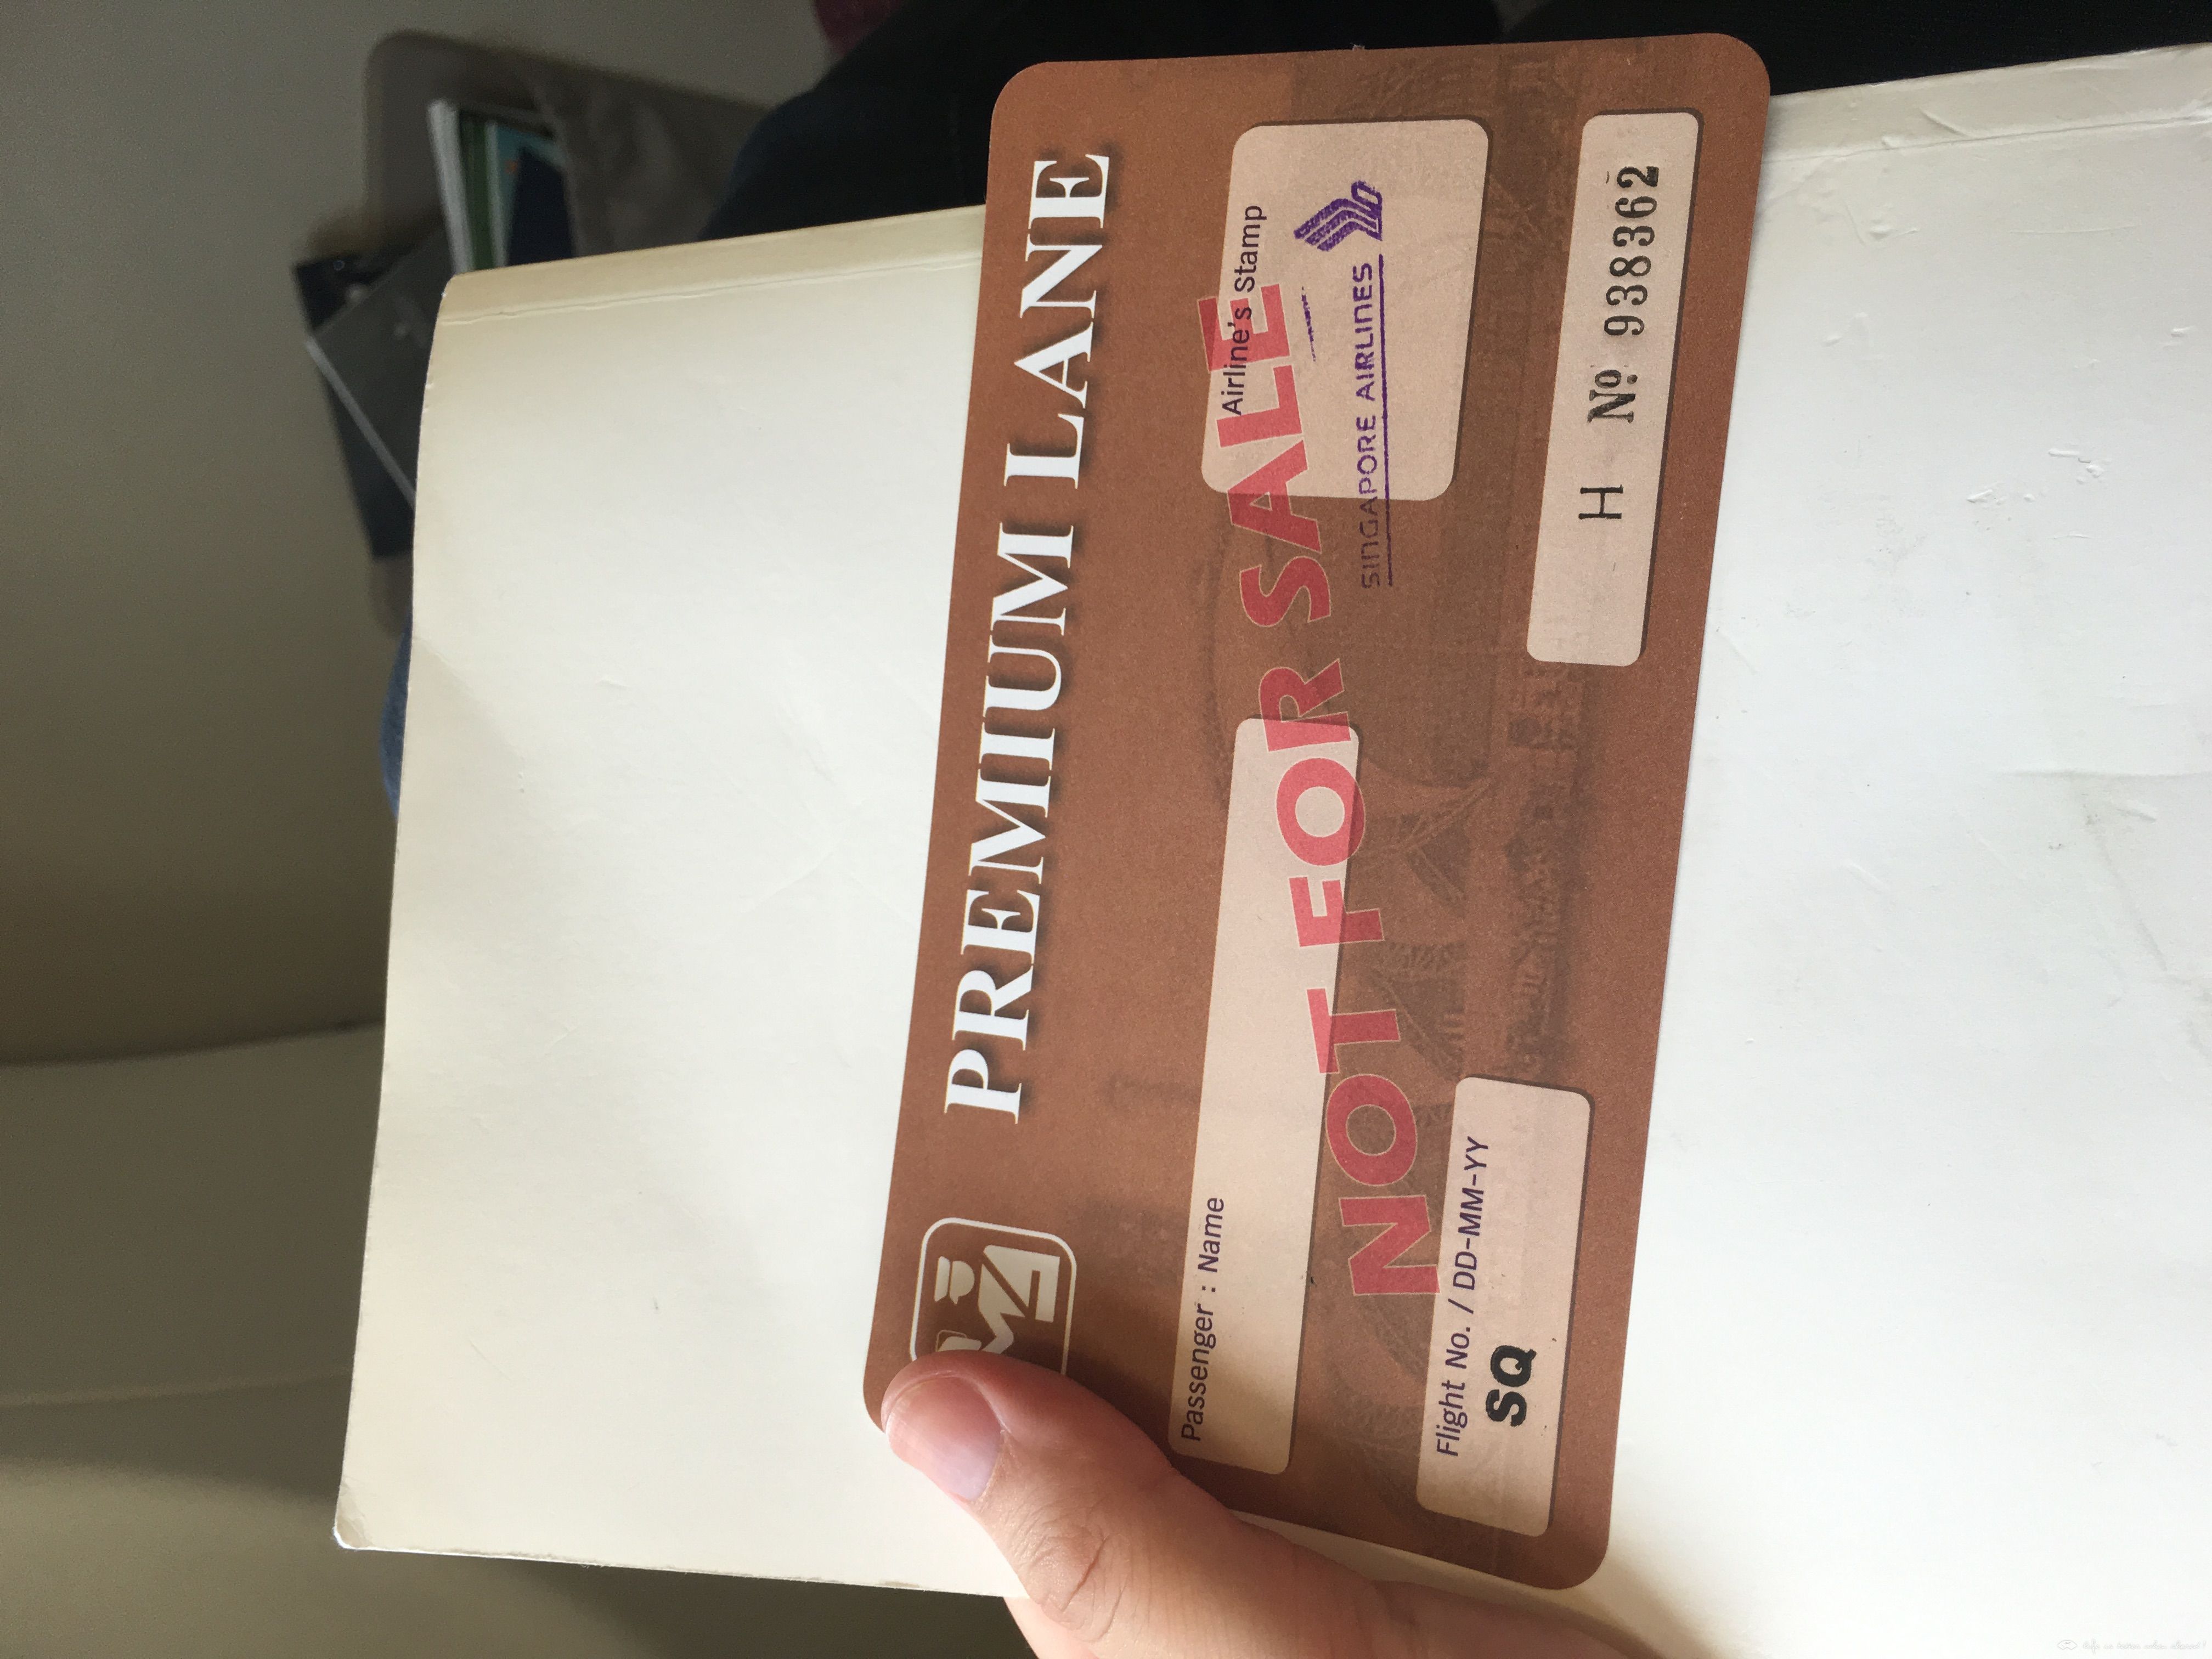 PREMIUM LANE
Passenger : Name
Airline's Stamp
SINGAPORE AIRLINES
NOT FOR SALE
Flight No. / DD-MM-YY
SQ
H Nº 938362